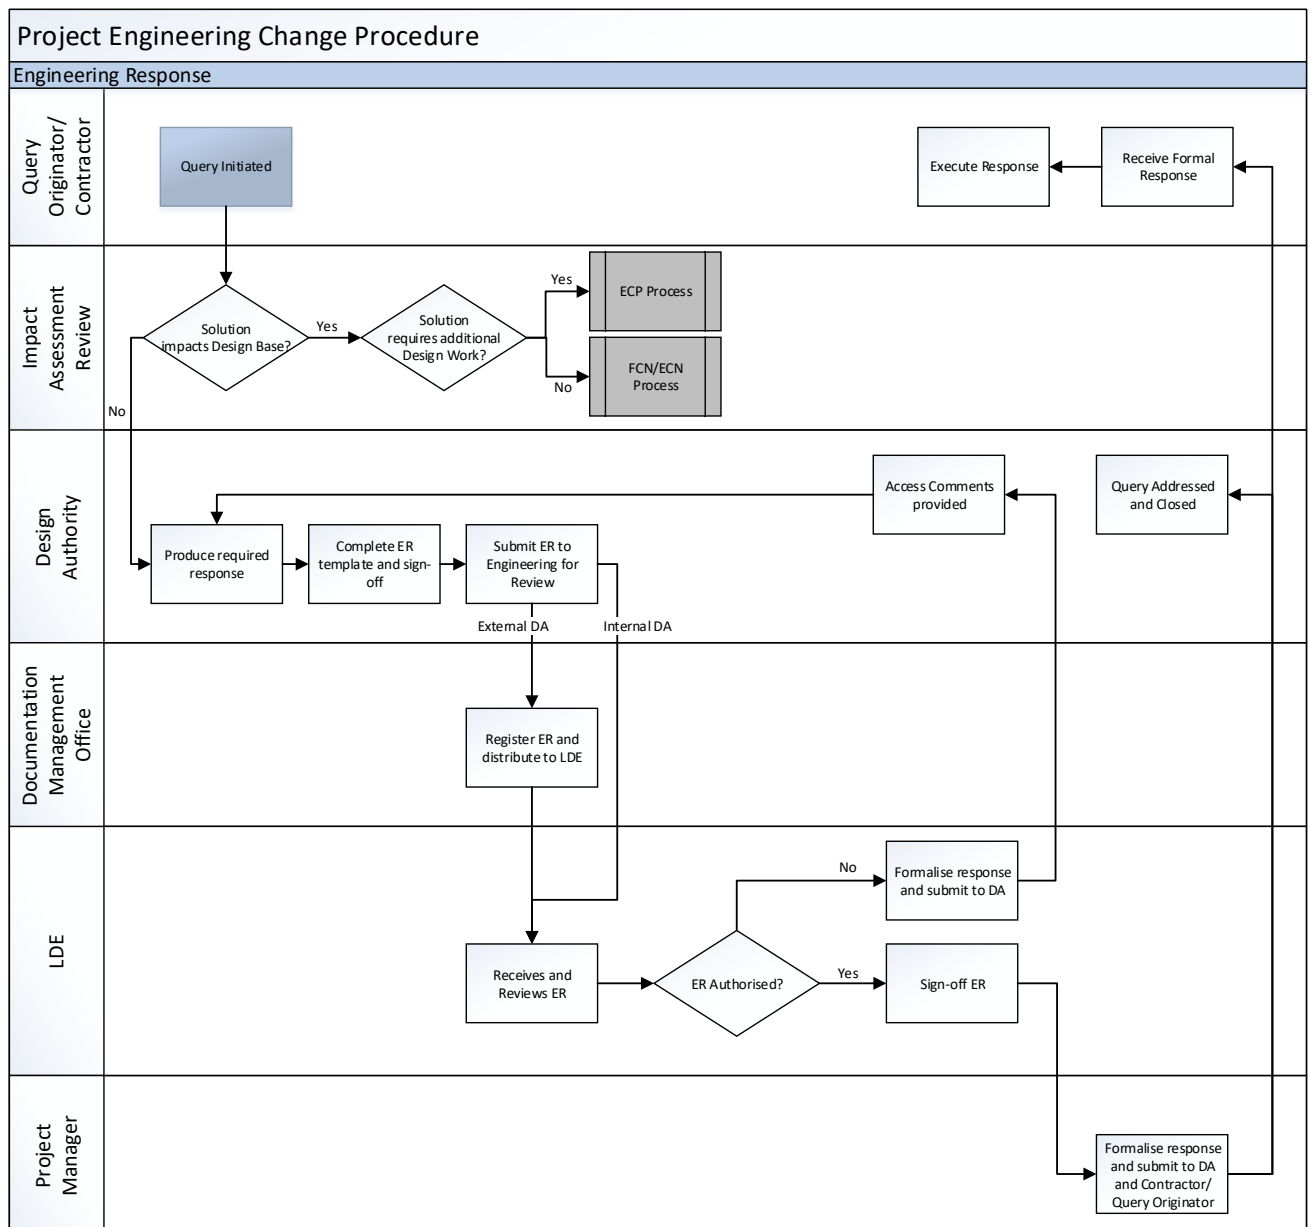 Project Engineering Change Procedure
Engineering Response
Query
Originator/
Contractor
Query Initiated
Execute Response
Receive Formal
Response
Impact
Assessment
Review
Solution
impacts Design Base?
Yes
No
Solution
requires additional
Design Work?
Yes
ECP Process
No
FCN/ECN
Process
Design
Authority
Access Comments
provided
Query Addressed
and Closed
Produce required
response
Complete ER
template and sign-
off
Submit ER to
Engineering for
Review
External DA
Internal DA
Documentation
Management
Office
Register ER and
distribute to LDE
LDE
No
Formalise response
and submit to DA
Receives and
Reviews ER
ER Authorised?
Yes
Sign-off ER
Project
Manager
Formalise response
and submit to DA
and Contractor/
Query Originator